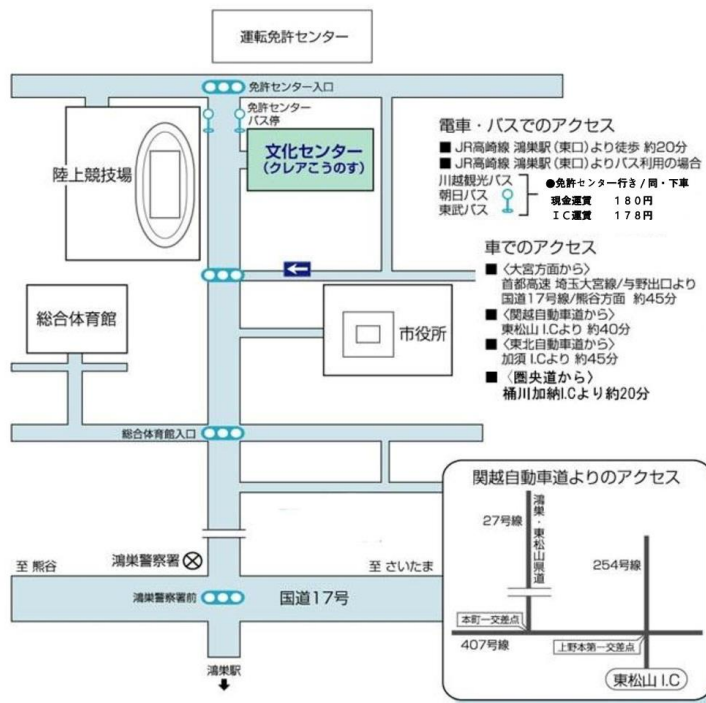 運転免許センター
免許センター入口
免許センター
バス停
文化センター
(クレアこうのす)
陸上競技場
総合体育館
市役所
総合体育館入口
鴻巣警察署
至 熊谷
至 さいたま
鴻巣警察署前
国道17号
鴻巣駅
電車・バスでのアクセス
■ JR高崎線 鴻巣駅(東口)より徒歩 約20分
■ JR高崎線 鴻巣駅(東口)よりバス利用の場合
川越観光バス
朝日バス
東武バス
●免許センター行き/同・下車
現金運賃 180円
IC運賃 178円
車でのアクセス
■〈大宮方面から〉
首都高速 埼玉大宮線/与野出口より
国道17号線/熊谷方面 約45分
■〈関越自動車道から〉
東松山 I.Cより 約40分
■〈東北自動車道から〉
加須 I.Cより 約45分
■〈圏央道から〉
桶川加納I.Cより約20分
関越自動車道よりのアクセス
27号線
鴻巣・東松山県道
254号線
本町一交差点
407号線
上野本第一交差点
東松山 I.C